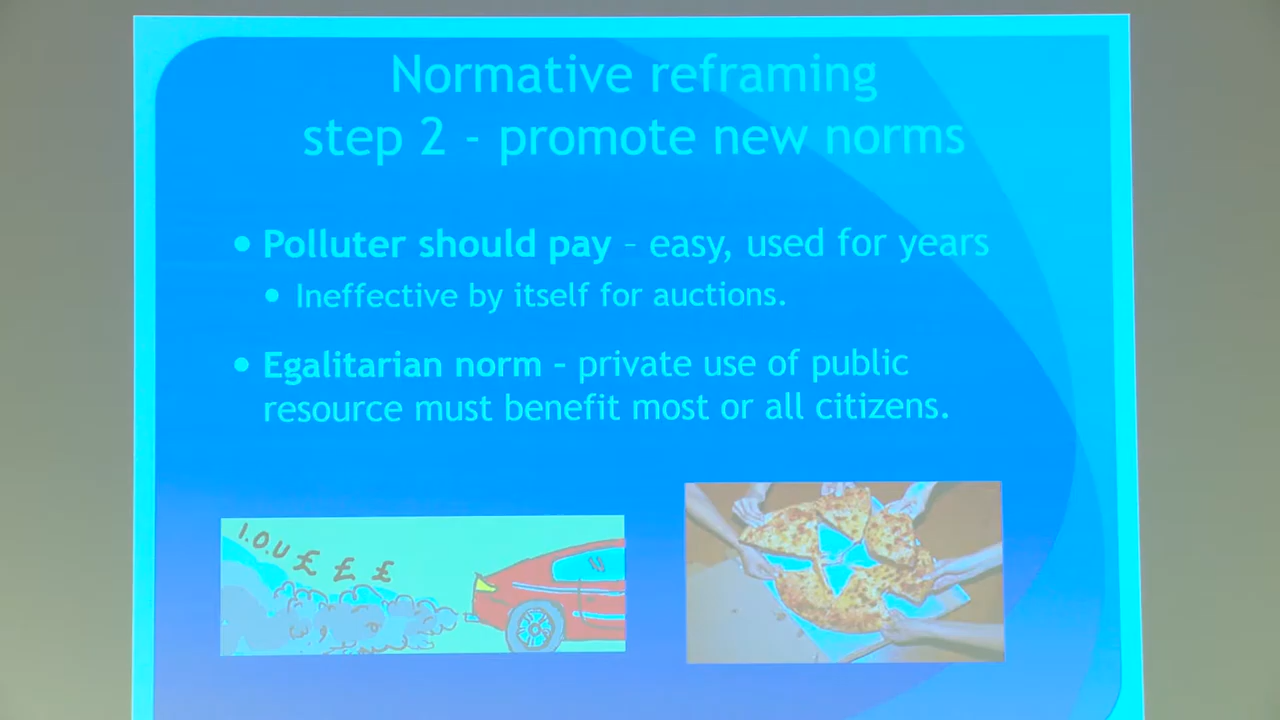 Normative reframing
step 2 - promote new norms
• Polluter should pay – easy, used for years
• Ineffective by itself for auctions.
• Egalitarian norm – private use of public
resource must benefit most or all citizens.
I.O.U £ £ £